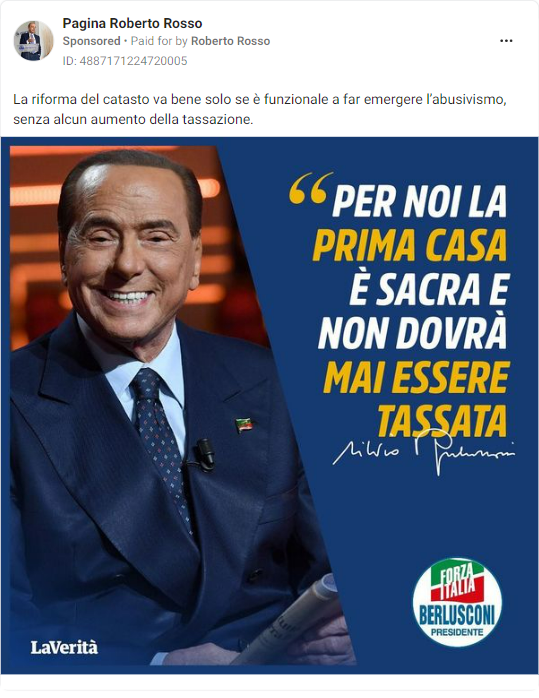 Pagina Roberto Rosso
Sponsored • Paid for by Roberto Rosso
ID: 4887171224720005
La riforma del catasto va bene solo se è funzionale a far emergere l’abusivismo,
senza alcun aumento della tassazione.
“PER NOI LA
PRIMA CASA
È SACRA E
NON DOVRÀ
MAI ESSERE
TASSATA
Silvio Berlusconi
FORZA
ITALIA
BERLUSCONI
PRESIDENTE
LaVerità